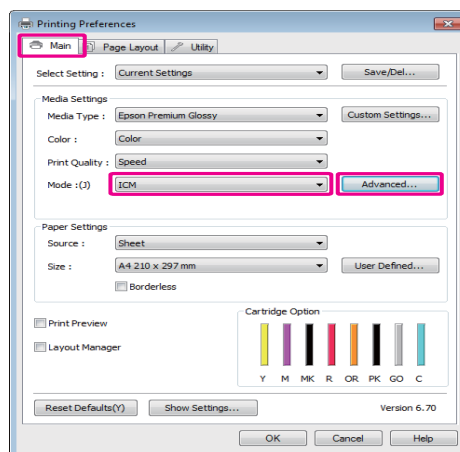 Printing Preferences
Main Page Layout Utility
Select Setting : Current Settings Save/Del...
Media Settings
Media Type : Epson Premium Glossy Custom Settings...
Color : Color
Print Quality : Speed
Mode :(J) ICM Advanced...
Paper Settings
Source : Sheet
Size : A4 210 x 297 mm User Defined...
Borderless
Cartridge Option
Print Preview
Layout Manager
Y M MK R OR PK GO C
Reset Defaults(Y) Show Settings... Version 6.70
OK Cancel Help